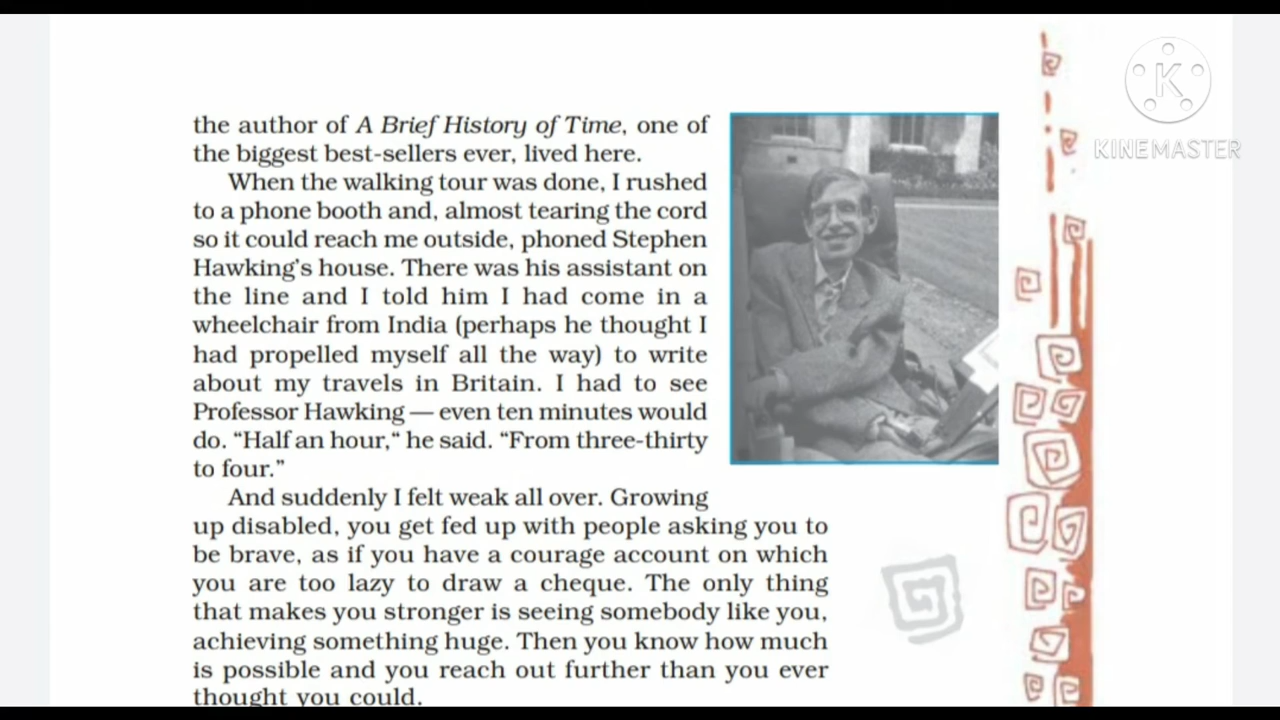 the author of A Brief History of Time, one of
the biggest best-sellers ever, lived here.
When the walking tour was done, I rushed
to a phone booth and, almost tearing the cord
so it could reach me outside, phoned Stephen
Hawking's house. There was his assistant on
the line and I told him I had come in a
wheelchair from India (perhaps he thought I
had propelled myself all the way) to write
about my travels in Britain. I had to see
Professor Hawking — even ten minutes would
do. “Half an hour,“ he said. “From three-thirty
to four.”
And suddenly I felt weak all over. Growing
up disabled, you get fed up with people asking you to
be brave, as if you have a courage account on which
you are too lazy to draw a cheque. The only thing
that makes you stronger is seeing somebody like you,
achieving something huge. Then you know how much
is possible and you reach out further than you ever
thought you could.
K
KINEMASTER